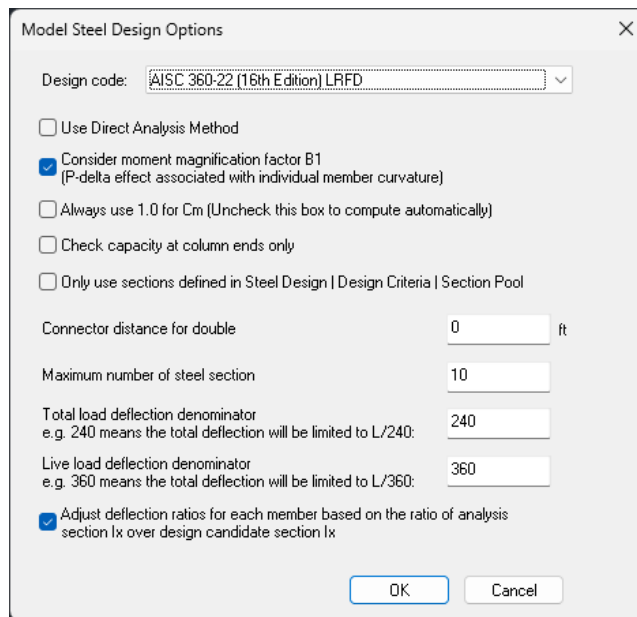 Model Steel Design Options
Design code: AISC 360-22 (16th Edition) LRFD
Use Direct Analysis Method
Consider moment magnification factor B1
(P-delta effect associated with individual member curvature)
Always use 1.0 for Cm (Uncheck this box to compute automatically)
Check capacity at column ends only
Only use sections defined in Steel Design | Design Criteria | Section Pool
Connector distance for double 0 ft
Maximum number of steel section 10
Total load deflection denominator
e.g. 240 means the total deflection will be limited to L/240: 240
Live load deflection denominator
e.g. 360 means the total deflection will be limited to L/360: 360
Adjust deflection ratios for each member based on the ratio of analysis
section Ix over design candidate section Ix
OK Cancel